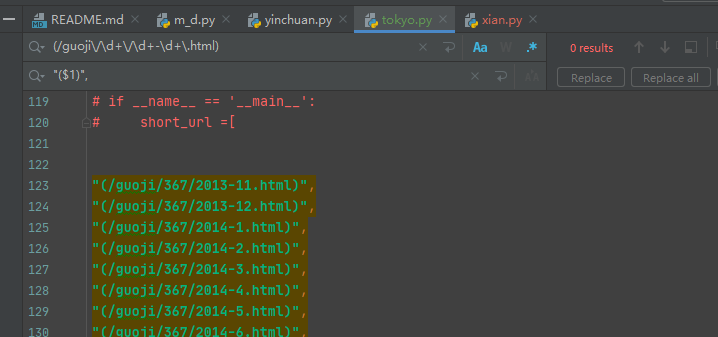 README.md m_d.py yinchuan.py tokyo.py xian.py
(/guoji\/\d+\/\d+-\d+\.html) Aa W .* 0 results
"($1)", Replace Replace all
119 # if __name__ == '__main__':
120 # short_url =[
121
122
123 "(/guoji/367/2013-11.html)",
124 "(/guoji/367/2013-12.html)",
125 "(/guoji/367/2014-1.html)",
126 "(/guoji/367/2014-2.html)",
127 "(/guoji/367/2014-3.html)",
128 "(/guoji/367/2014-4.html)",
129 "(/guoji/367/2014-5.html)",
130 "(/guoji/367/2014-6.html)",